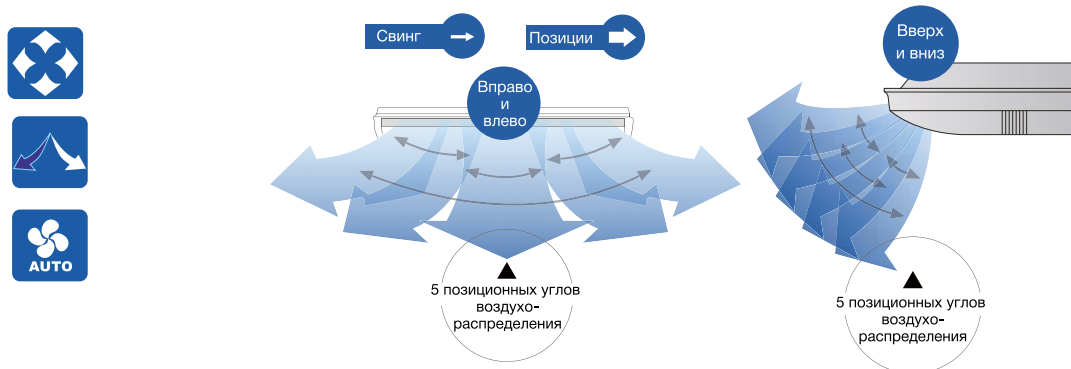 Свинг
Позиции
Вверх
и вниз
Вправо
и
влево
AUTO
5 позиционных углов
воздухо-
распределения
5 позиционных углов
воздухо-
распределения